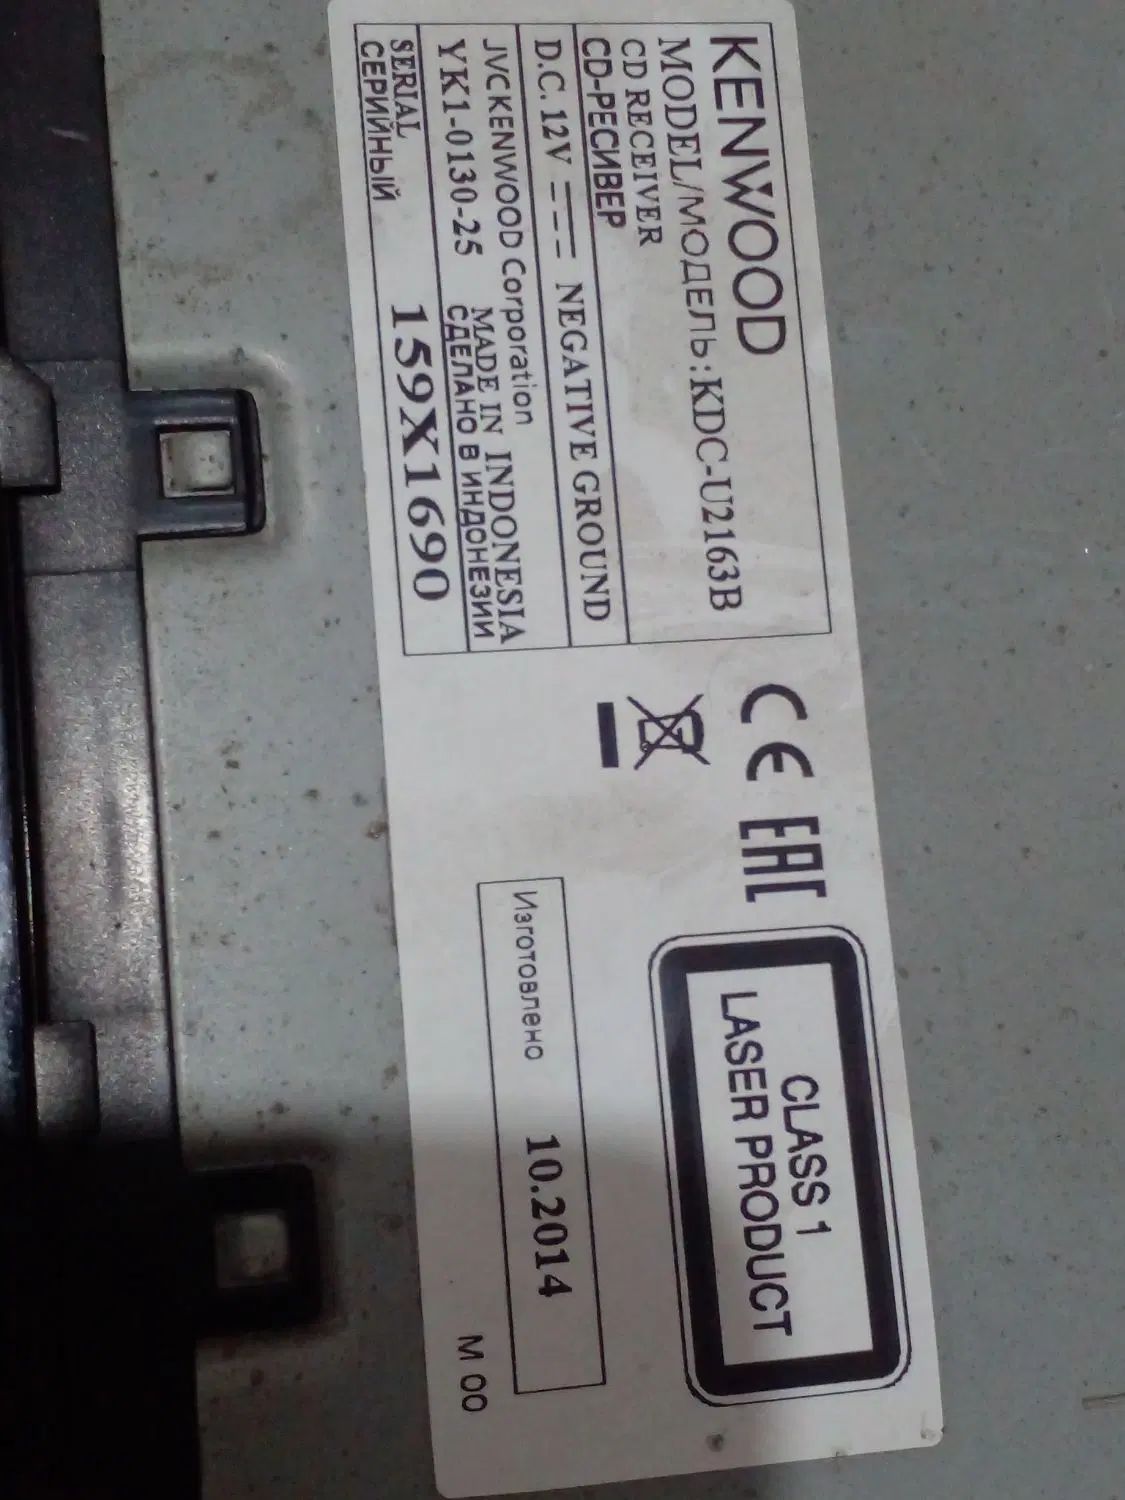 KENWOOD
MODEL/МОДЕЛЬ:KDC-U2163B
CD RECEIVER
CD-РЕСИВЕР
D.C. 12V NEGATIVE GROUND
JVCKENWOOD Corporation
YK1-0130-25 MADE IN INDONESIA
СДЕЛАНО В ИНДОНЕЗИИ
SERIAL
СЕРИЙНЫЙ 159X1690
CE EAC
CLASS 1
LASER PRODUCT
Изготовлено 10.2014
M 00